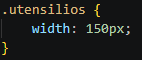 .utensilios {
    width: 150px;
}